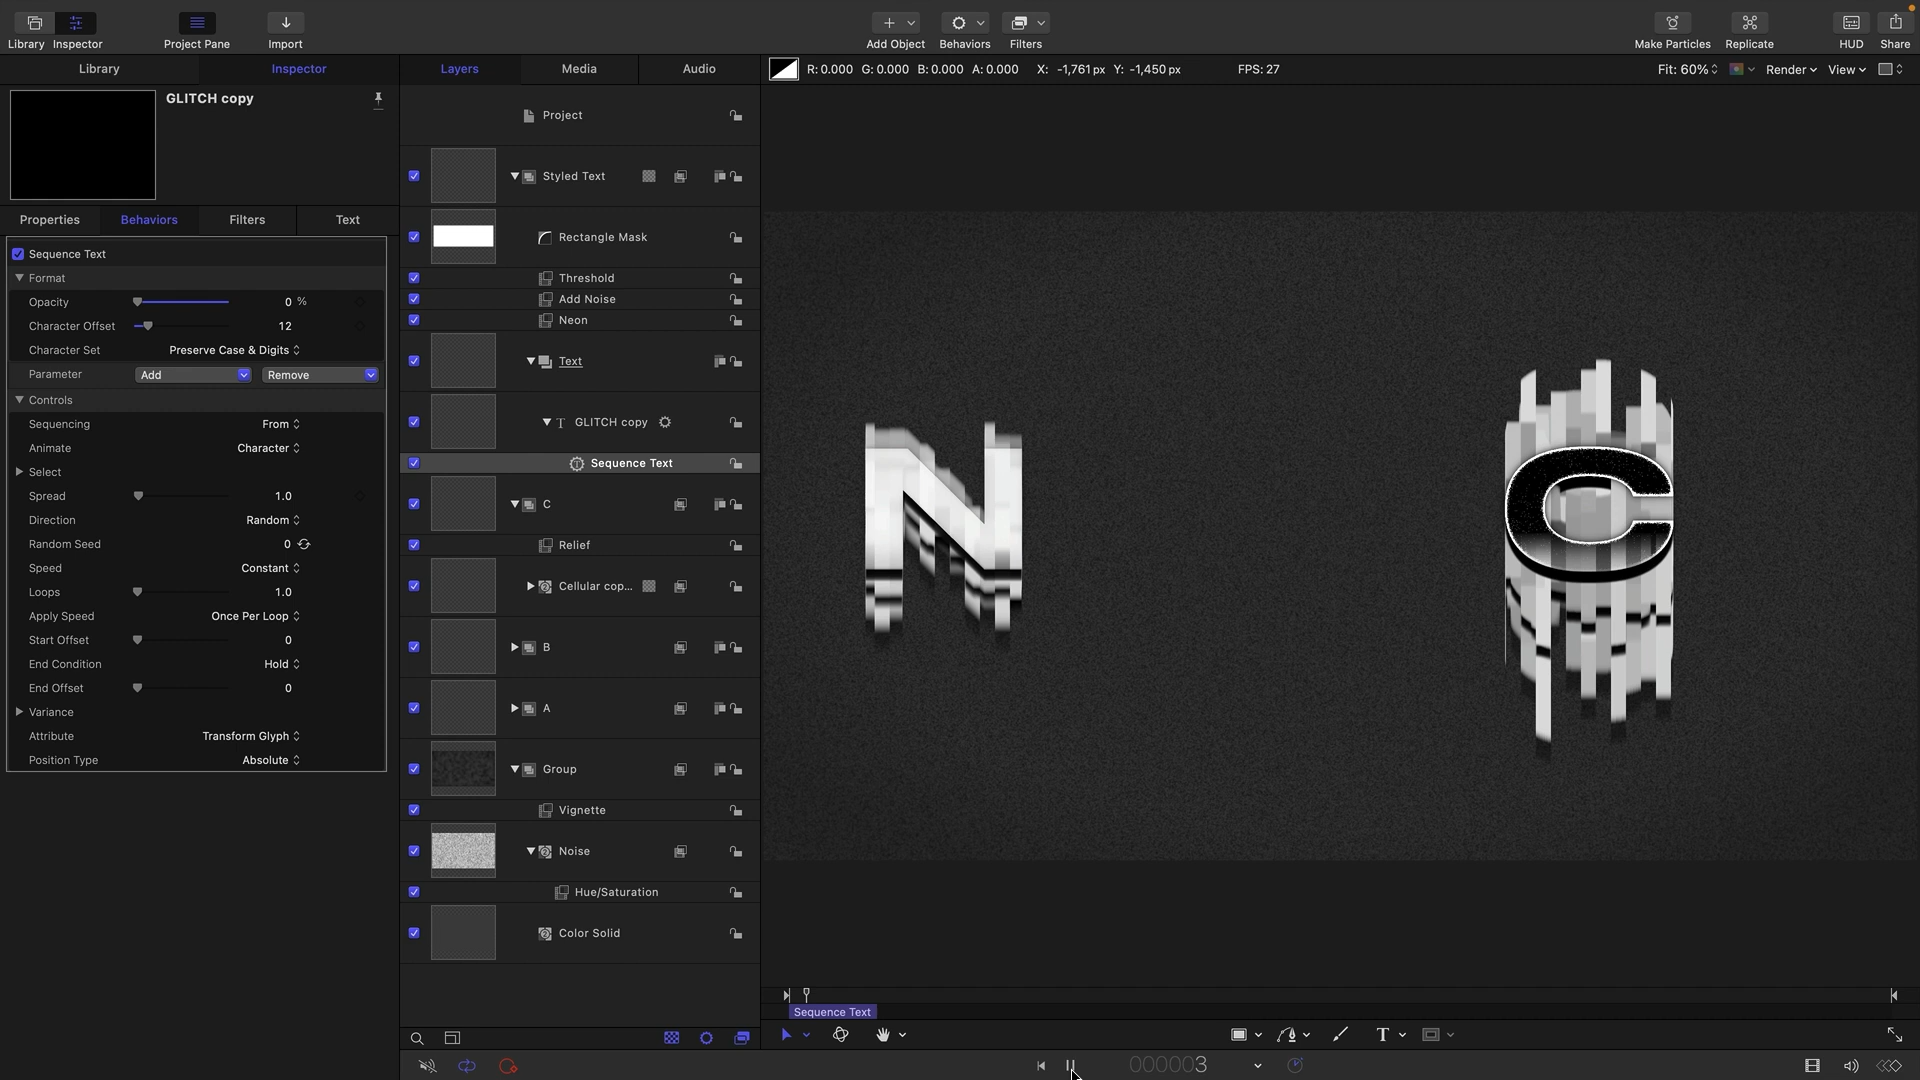 Library Inspector Project Pane Import Add Object Behaviors Filters Make Particles Replicate HUD Share
Library Inspector Layers Media Audio R: 0.000 G: 0.000 B: 0.000 A: 0.000 X: -1,761 px Y: -1,450 px FPS: 27 Fit: 60% Render View
GLITCH copy
Properties Behaviors Filters Text
Sequence Text
Format
Opacity 0 %
Character Offset 12
Character Set Preserve Case & Digits
Parameter Add Remove
Controls
Sequencing From
Animate Character
Select
Spread 1.0
Direction Random
Random Seed 0
Speed Constant
Loops 1.0
Apply Speed Once Per Loop
Start Offset 0
End Condition Hold
End Offset 0
Variance
Attribute Transform Glyph
Position Type Absolute
Project
Styled Text
Rectangle Mask
Threshold
Add Noise
Neon
Text
T GLITCH copy
Sequence Text
C
Relief
Cellular cop...
B
A
Group
Vignette
Noise
Hue/Saturation
Color Solid
N C
Sequence Text
T
000003